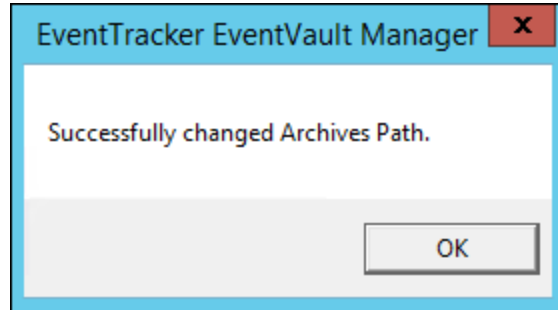 EventTracker EventVault Manager x
Successfully changed Archives Path.
OK